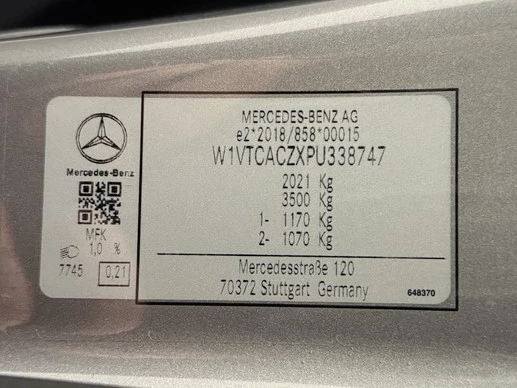 Mercedes-Benz
MFK
1,0 %
7745 0,21
MERCEDES-BENZ AG
e2*2018/858*00015
W1VTCACZXPU338747
2021 Kg
3500 Kg
1- 1170 Kg
2- 1070 Kg
Mercedesstraße 120
70372 Stuttgart Germany
648370